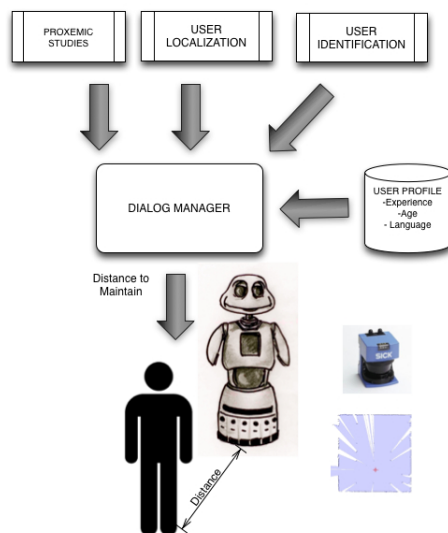 PROXEMIC
STUDIES
USER
LOCALIZATION
USER
IDENTIFICATION
DIALOG MANAGER
USER PROFILE
-Experience
-Age
- Language
Distance to
Maintain
SICK
Distance